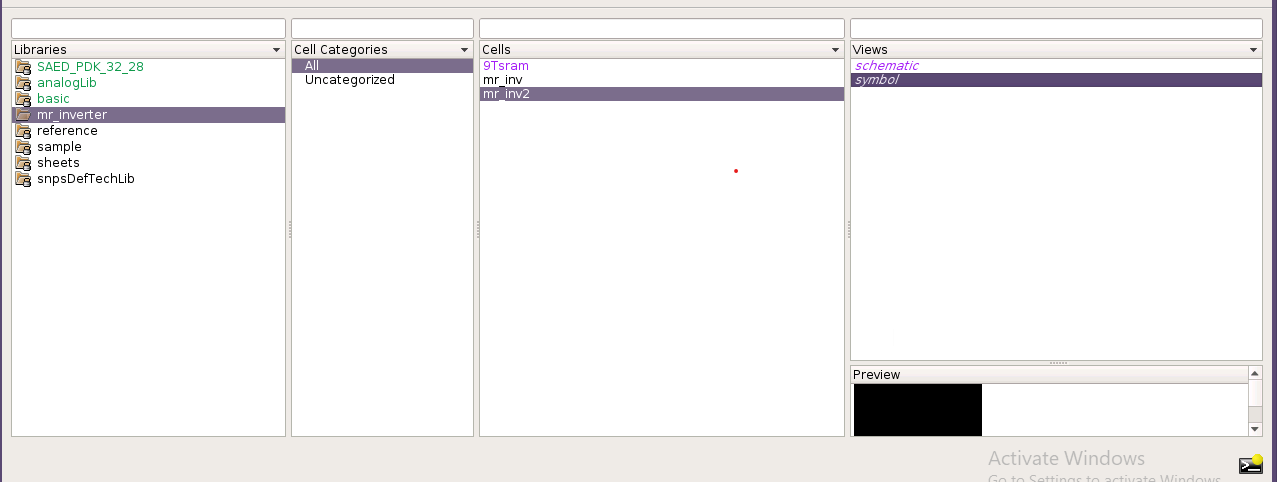 Libraries
SAED_PDK_32_28
analogLib
basic
mr_inverter
reference
sample
sheets
snpsDefTechLib
Cell Categories
All
Uncategorized
Cells
9Tsram
mr_inv
mr_inv2
Views
schematic
symbol
Preview
Activate Windows
Go to Settings to activate Windows.